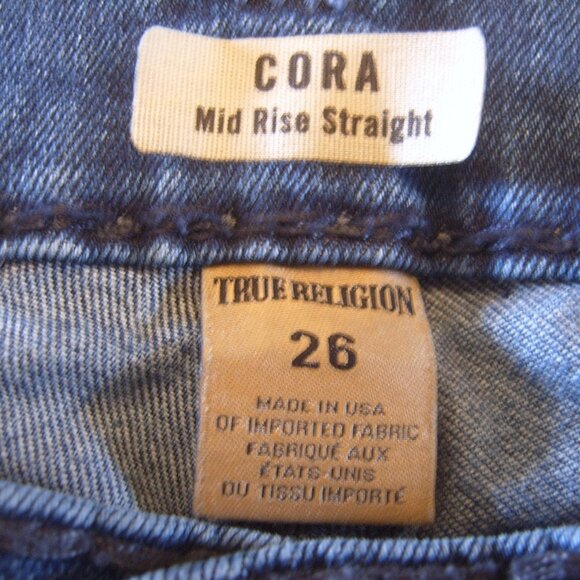 CORA
Mid Rise Straight
TRUE RELIGION
26
MADE IN USA
OF IMPORTED FABRIC
FABRIQUÉ AUX
ÉTATS-UNIS
DU TISSU IMPORTÉ